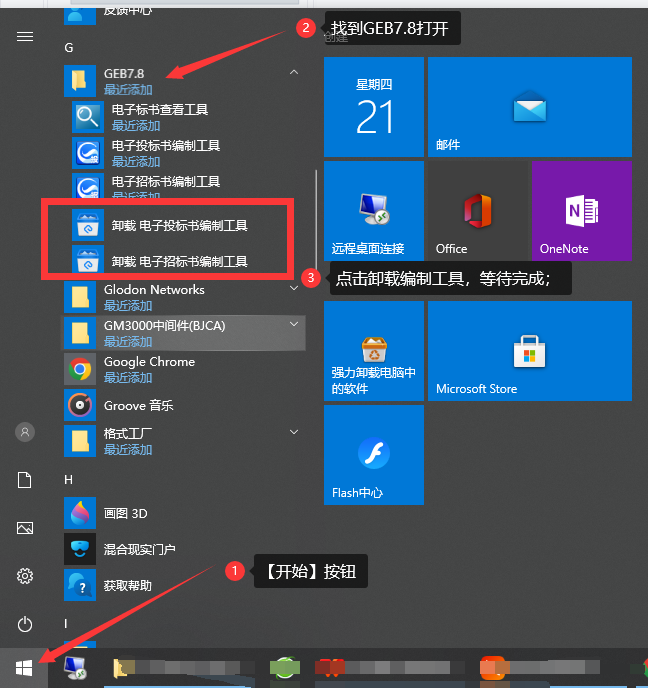 反馈中心
G
GEB7.8
最近添加
电子标书查看工具
最近添加
电子投标书编制工具
最近添加
电子招标书编制工具
最近添加
卸载 电子投标书编制工具
卸载 电子招标书编制工具
Glodon Networks
最近添加
GM3000中间件(BJCA)
最近添加
Google Chrome
最近添加
Groove 音乐
格式工厂
最近添加
H
画图 3D
混合现实门户
获取帮助
I
2 找到GEB7.8打开
创建
星期四
21
邮件
远程桌面连接
Office
OneNote
3 点击卸载编制工具，等待完成；
强力卸载电脑中
的软件
Microsoft Store
Flash中心
1 【开始】按钮